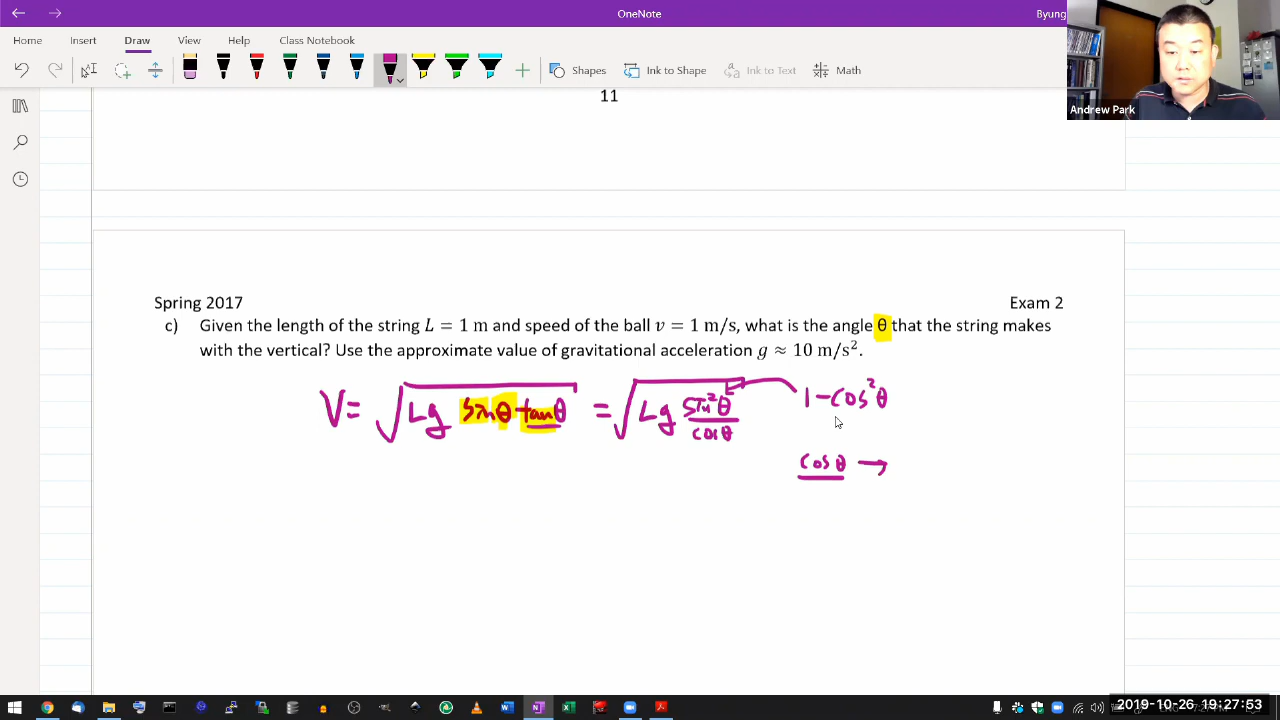 OneNote
Byung
Home Insert Draw View Help Class Notebook
Shapes Ink to Shape Ink to Text Math
Andrew Park
11
Spring 2017 Exam 2
c) Given the length of the string L = 1 m and speed of the ball v = 1 m/s, what is the angle θ that the string makes
with the vertical? Use the approximate value of gravitational acceleration g ≈ 10 m/s².
V = √(Lg sinθ tanθ) = √(Lg sin²θ/cosθ) 1-cos²θ
cosθ →
2019-10-26 19:27:53